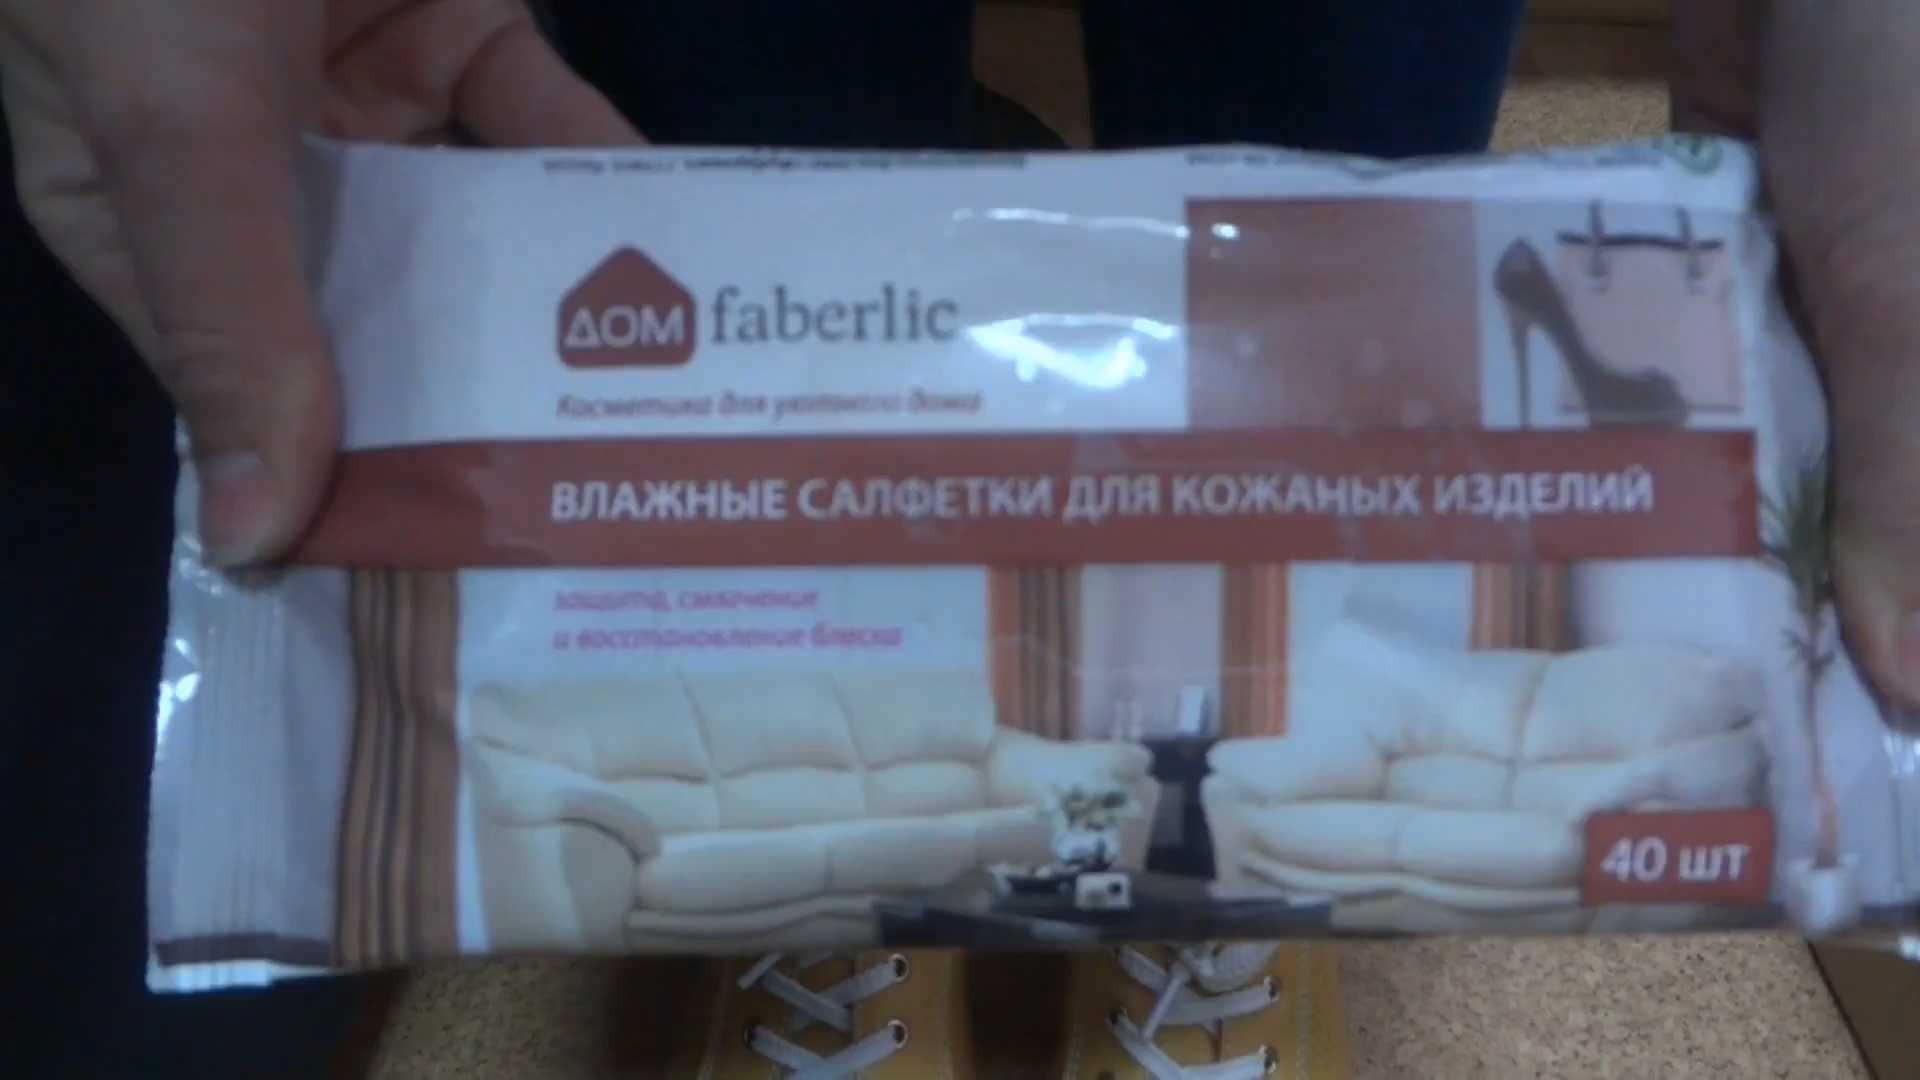 ДОМ faberlic
Косметика для уютного дома
ВЛАЖНЫЕ САЛФЕТКИ ДЛЯ КОЖАНЫХ ИЗДЕЛИЙ
защита, смягчение
и восстановление блеска
40 шт